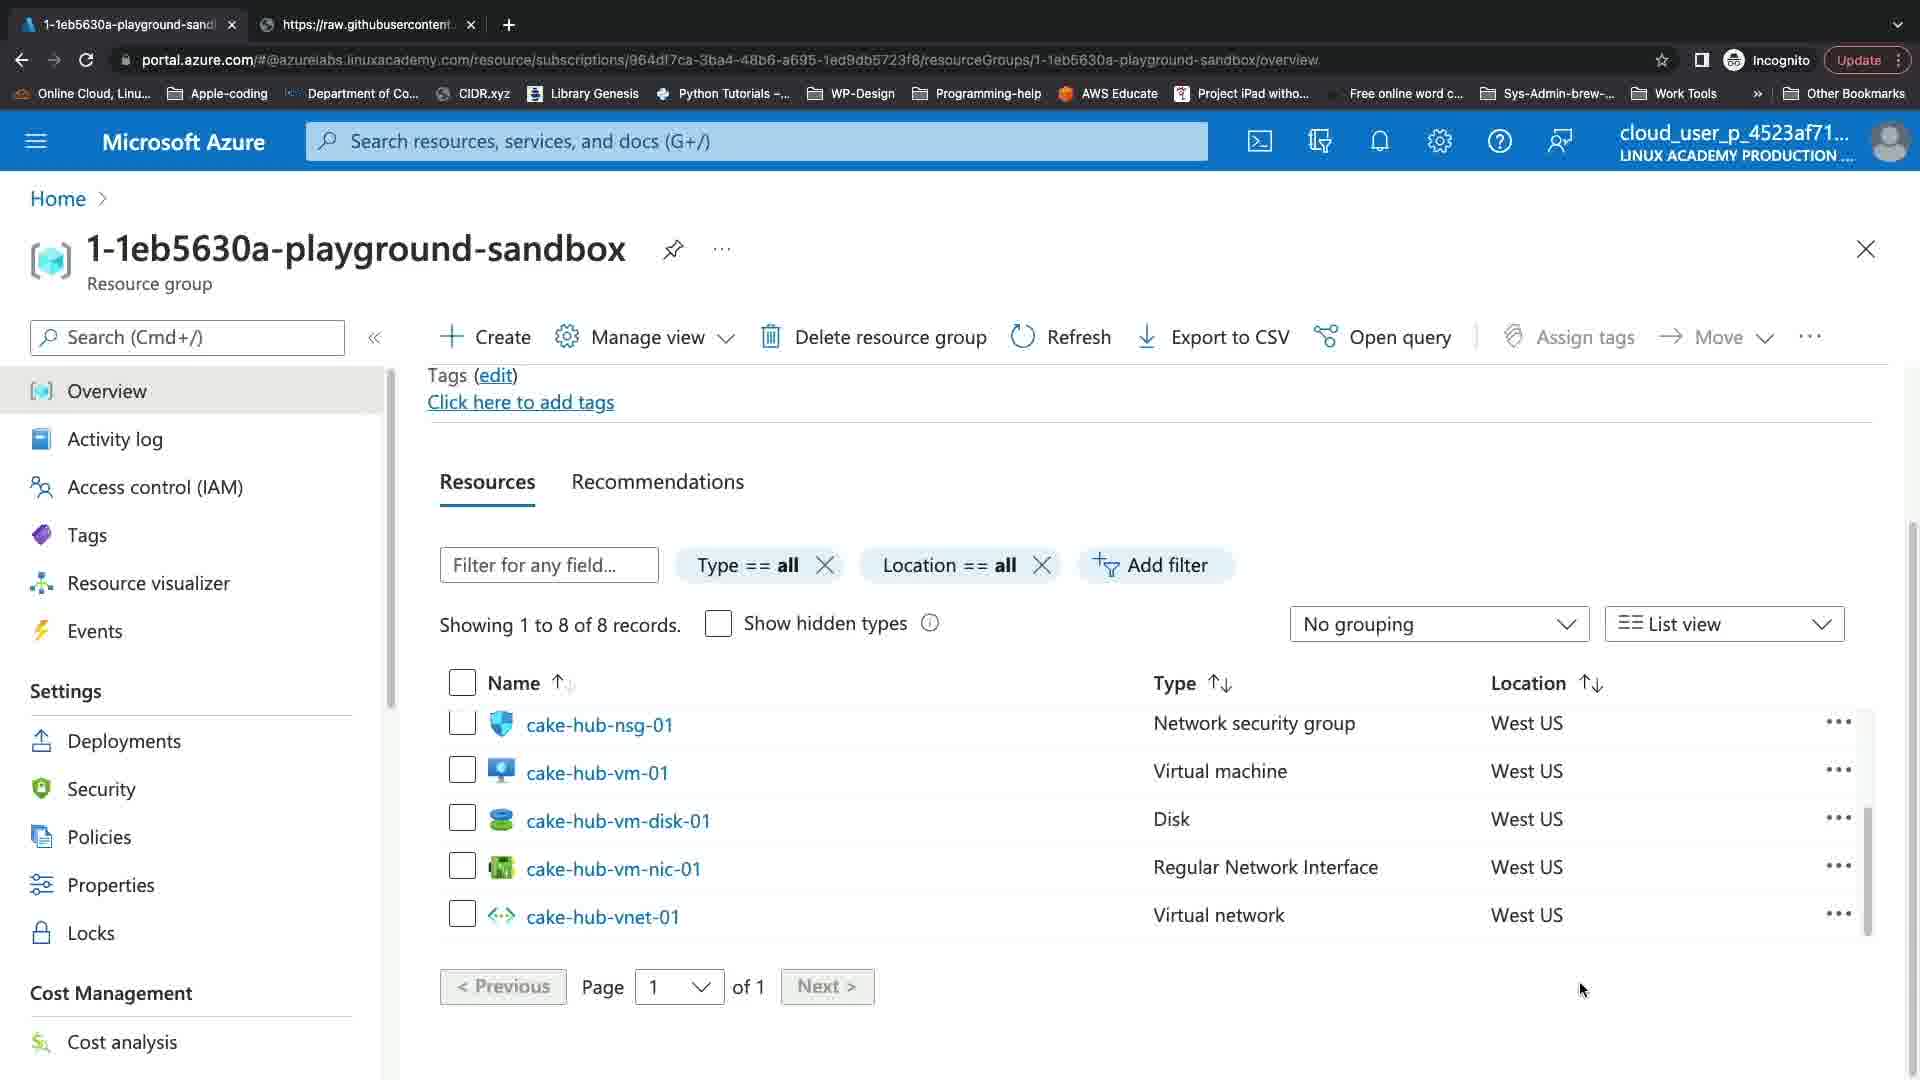 1-1eb5630a-playground-sand
https://raw.githubusercontent.
portal.azure.com/#@azurelabs.linuxacademy.com/resource/subscriptions/964df7ca-3ba4-48b6-a695-1ed9db5723f8/resourceGroups/1-1eb5630a-playground-sandbox/overview
Incognito
Update
Online Cloud, Linu...
Apple-coding
Department of Co...
CIDR.xyz
Library Genesis
Python Tutorials –...
WP-Design
Programming-help
AWS Educate
Project iPad witho...
Free online word c...
Sys-Admin-brew-...
Work Tools
»
Other Bookmarks
Microsoft Azure
Search resources, services, and docs (G+/)
cloud_user_p_4523af71...
LINUX ACADEMY PRODUCTION ...
Home >
1-1eb5630a-playground-sandbox
Resource group
Search (Cmd+/)
«
Create
Manage view
Delete resource group
Refresh
Export to CSV
Open query
Assign tags
Move
Overview
Activity log
Access control (IAM)
Tags
Resource visualizer
Events
Settings
Deployments
Security
Policies
Properties
Locks
Cost Management
Cost analysis
Tags (edit)
Click here to add tags
Resources
Recommendations
Filter for any field...
Type == all
Location == all
Add filter
Showing 1 to 8 of 8 records.
Show hidden types
No grouping
List view
Name
Type
Location
cake-hub-nsg-01 Network security group West US
cake-hub-vm-01 Virtual machine West US
cake-hub-vm-disk-01 Disk West US
cake-hub-vm-nic-01 Regular Network Interface West US
cake-hub-vnet-01 Virtual network West US
< Previous
Page 1 of 1
Next >